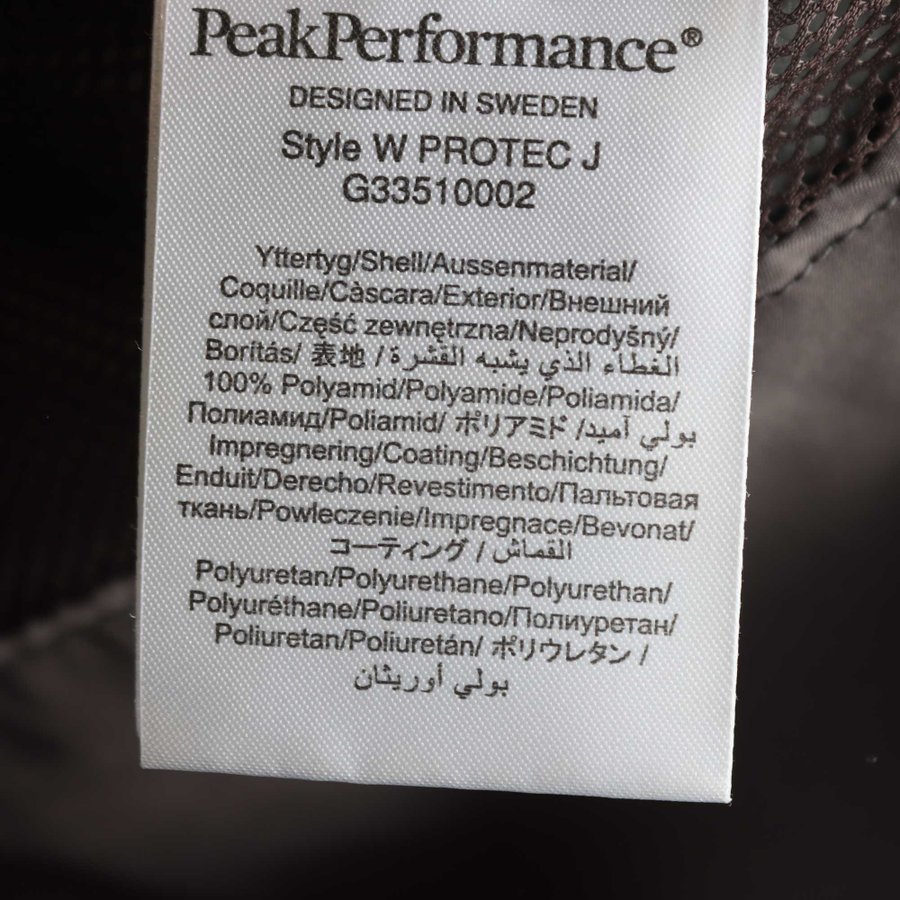 PeakPerformance®
DESIGNED IN SWEDEN
Style W PROTEC J
G33510002
Yttertyg/Shell/Aussenmaterial/
Coquille/Càscara/Exterior/Внешний
слой/Część zewnętrzna/Neprodyšný/
Borítás/ 表地 / الغطاء الذي يشبه القشرة
100% Polyamid/Polyamide/Poliamida/
Полиамид/Poliamid/ ポリアミド /بولي أميد
Impregnering/Coating/Beschichtung/
Enduit/Derecho/Revestimento/Пальтовая
ткань/Powleczenie/Impregnace/Bevonat/
コーティング / القماش
Polyuretan/Polyurethane/Polyurethan/
Polyuréthane/Poliuretano/Полиуретан/
Poliuretan/Poliuretán/ ポリウレタン /
بولي أوريثان